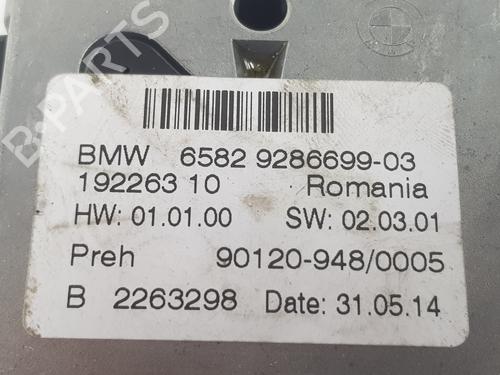 BMW 6582 9286699-03
192263 10 Romania
HW: 01.01.00 SW: 02.03.01
Preh 90120-948/0005
B 2263298 Date: 31.05.14
B-PARTS